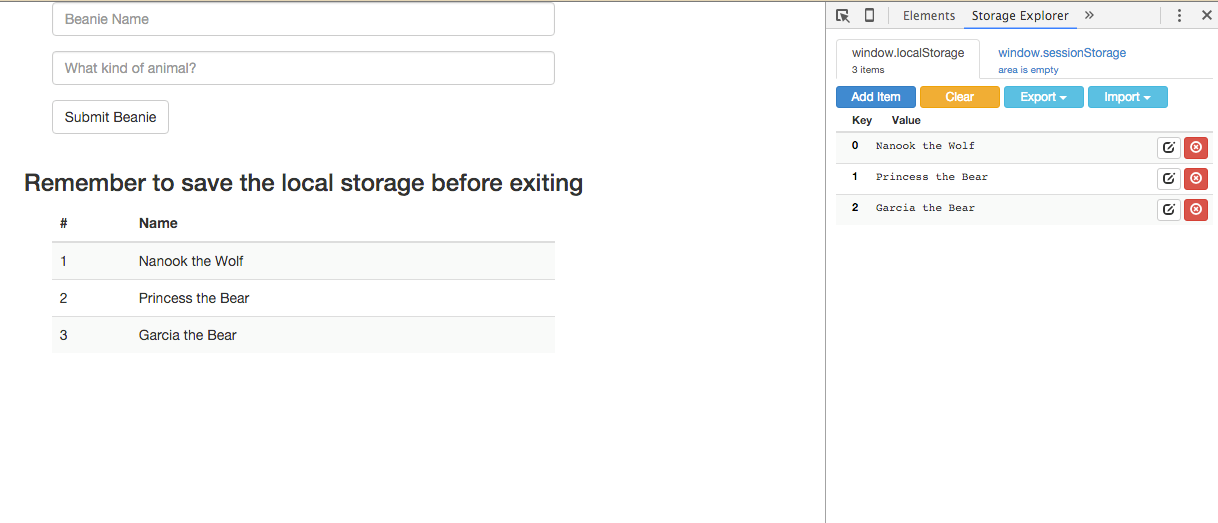 Beanie Name
What kind of animal?
Submit Beanie
Remember to save the local storage before exiting
# Name
1 Nanook the Wolf
2 Princess the Bear
3 Garcia the Bear
Elements Storage Explorer »
window.localStorage window.sessionStorage
3 items area is empty
Add Item Clear Export Import
Key Value
0 Nanook the Wolf
1 Princess the Bear
2 Garcia the Bear